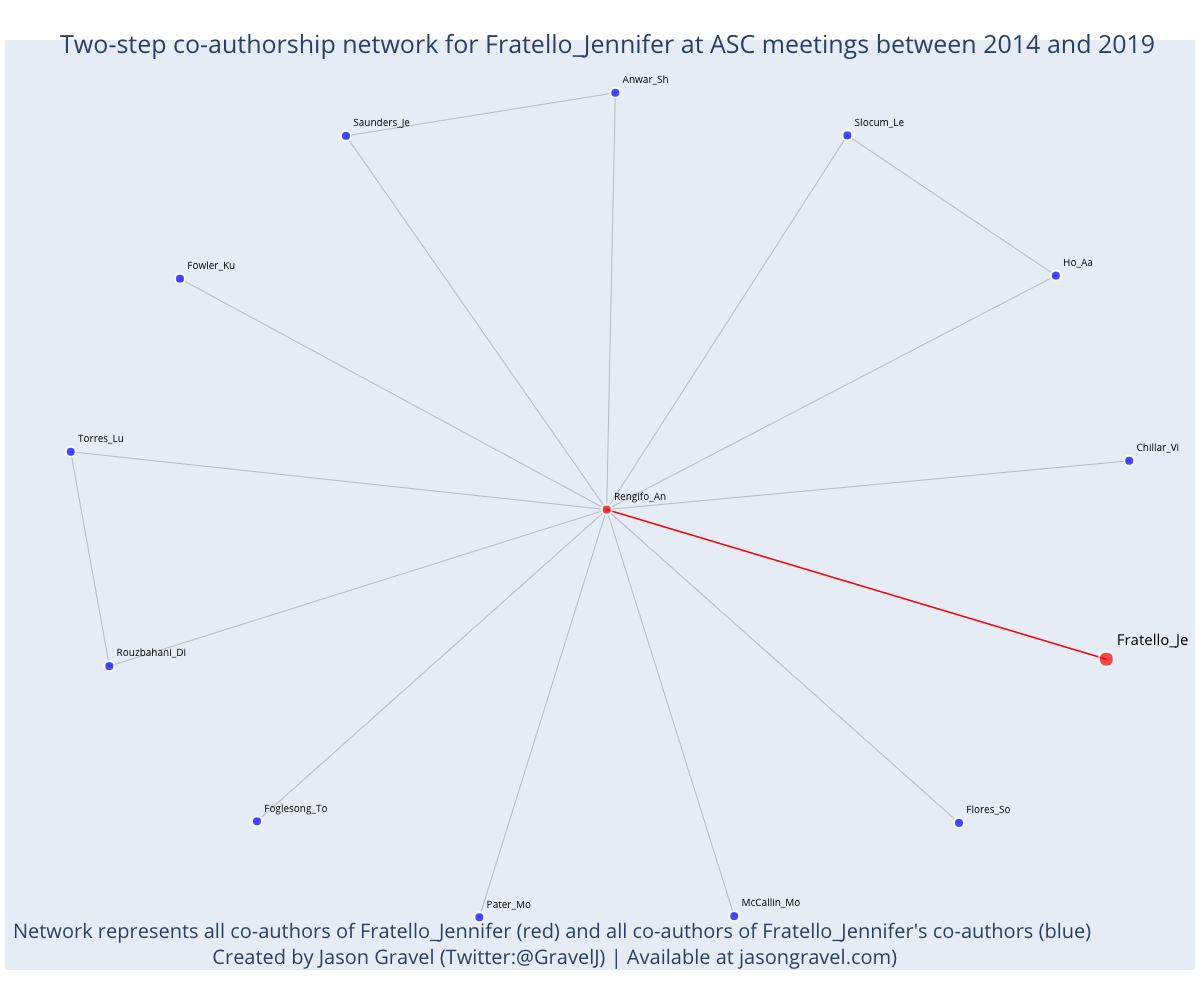 Two-step co-authorship network for Fratello_Jennifer at ASC meetings between 2014 and 2019
Anwar_Sh
Saunders_Je
Slocum_Le
Fowler_Ku
Ho_Aa
Torres_Lu
Chillar_Vi
Rengifo_An
Fratello_Je
Rouzbahani_Di
Foglesong_To
Flores_So
Pater_Mo
McCallin_Mo
Network represents all co-authors of Fratello_Jennifer (red) and all co-authors of Fratello_Jennifer's co-authors (blue)
Created by Jason Gravel (Twitter:@GravelJ) | Available at jasongravel.com)